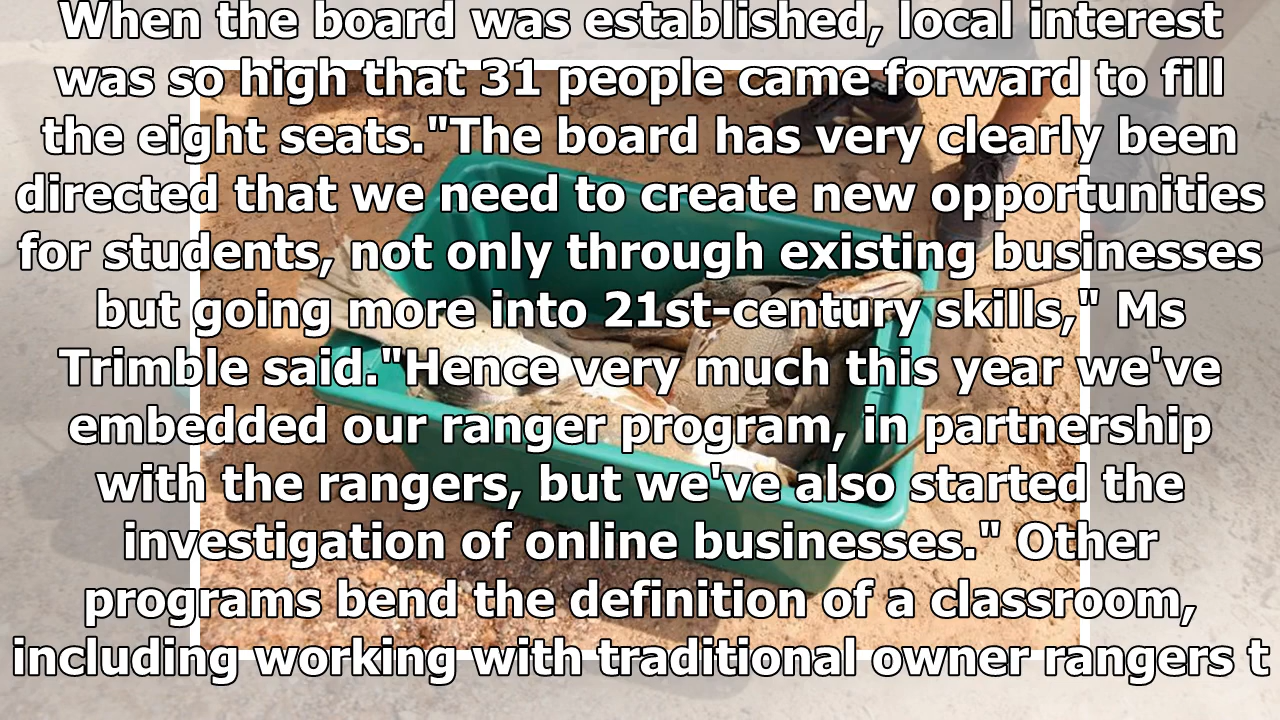 When the board was established, local interest
was so high that 31 people came forward to fill
the eight seats."The board has very clearly been
directed that we need to create new opportunities
for students, not only through existing businesses
but going more into 21st-century skills," Ms
Trimble said."Hence very much this year we've
embedded our ranger program, in partnership
with the rangers, but we've also started the
investigation of online businesses." Other
programs bend the definition of a classroom,
including working with traditional owner rangers t